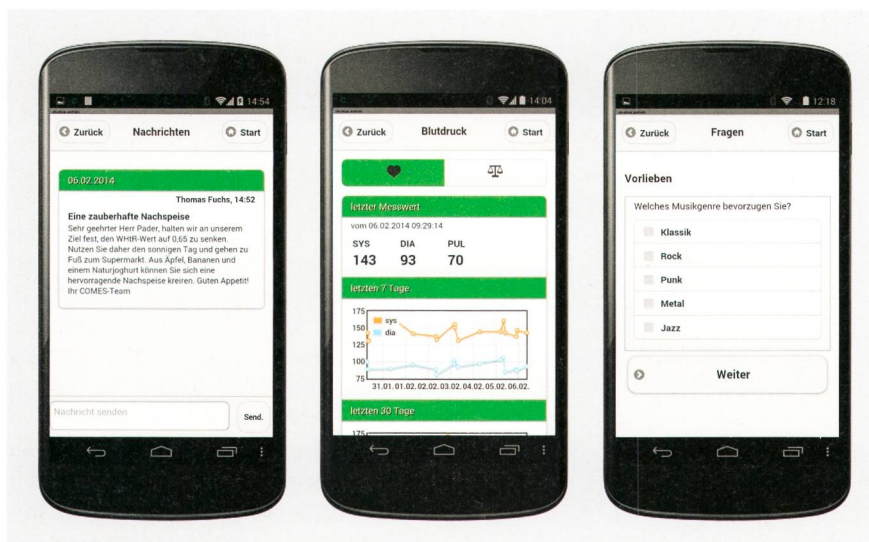 14:54
Zurück
Nachrichten
Start
06.02.2014
Thomas Fuchs, 14:52
Eine zauberhafte Nachspeise
Sehr geehrter Herr Pader, halten wir an unserem
Ziel fest, den WHtR-Wert auf 0,65 zu senken.
Nutzen Sie daher den sonnigen Tag und gehen zu
Fuß zum Supermarkt. Aus Äpfel, Bananen und
einem Naturjoghurt können Sie sich eine
hervorragende Nachspeise kreiren. Guten Appetit!
Ihr COMES-Team
Nachricht senden
Send.
14:04
Zurück
Blutdruck
Start
letzter Messwert
vom 06.02.2014 09:29:14
SYS DIA PUL
143 93 70
letzten 7 Tage
175
150
125
100
75
sys
dia
31.01.01.02.02.02.03.02.04.02.05.02.06.02.
letzten 30 Tage
175
12:18
Zurück
Fragen
Start
Vorlieben
Welches Musikgenre bevorzugen Sie?
Klassik
Rock
Punk
Metal
Jazz
Weiter